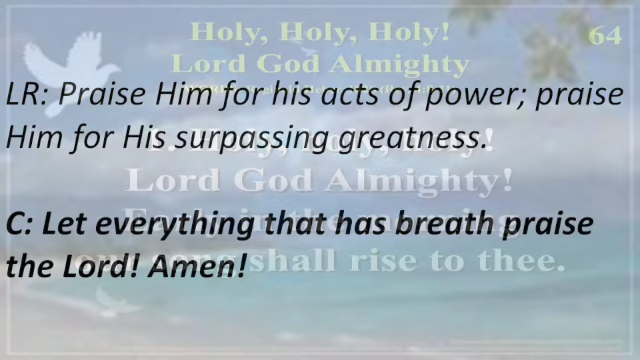 Holy, Holy, Holy!
64
Lord God Almighty
LR: Praise Him for his acts of power; praise
Him for His surpassing greatness.
Lord God Almighty!
C: Let everything that has breath praise
the Lord! Amen!
shall rise to thee.